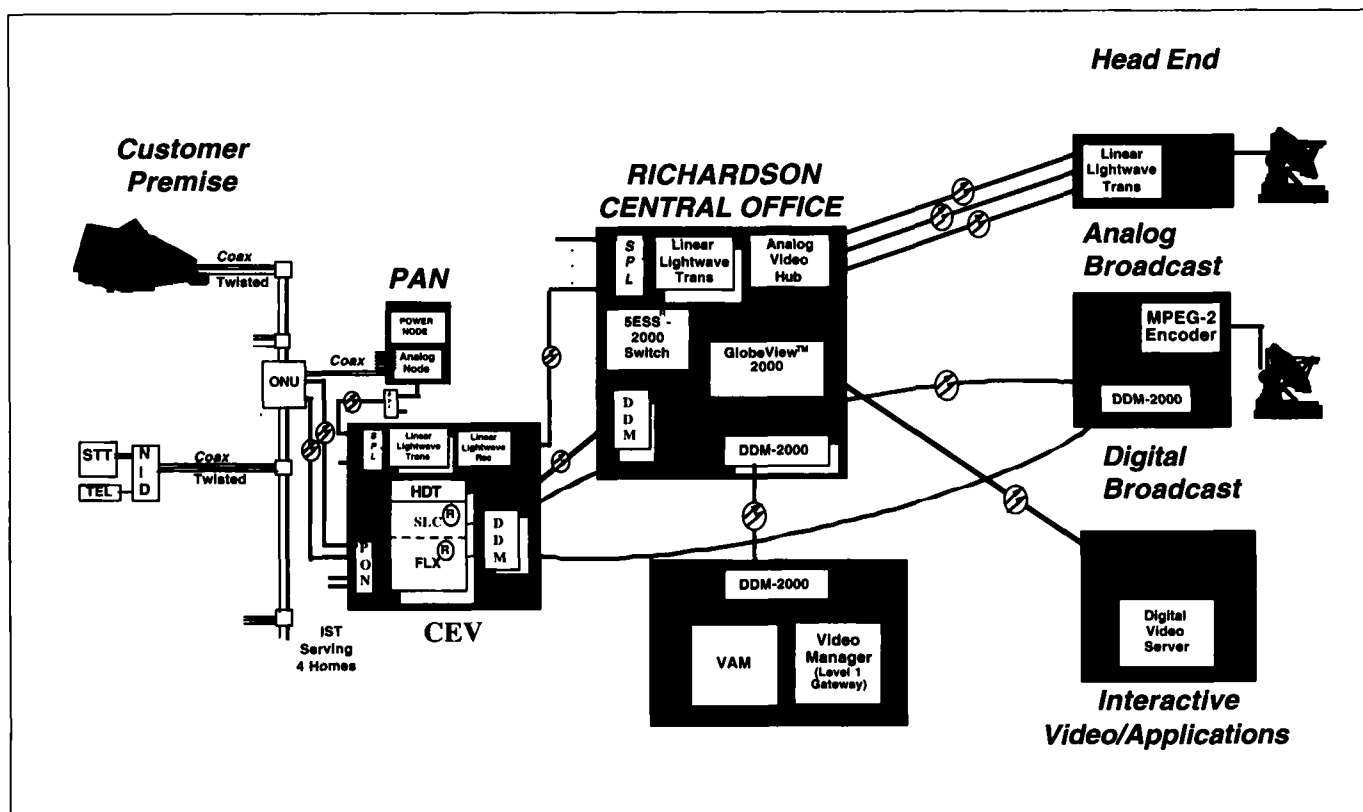 Head End
Customer
Premise
RICHARDSON
CENTRAL OFFICE
Linear
Lightwave
Trans
Analog
Broadcast
S
P
L
Linear
Lightwave
Trans
Analog
Video
Hub
5ESS R -
2000
Switch
GlobeView™
2000
D
D
M
DDM-2000
MPEG-2
Encoder
DDM-2000
Digital
Broadcast
Coax
Twisted
PAN
POWER
NODE
Analog
Node
Coax
ONU
S
P
L
Linear
Lightwave
Trans
Linear
Lightwave
Rec
HDT
SLC R
FLX R
D
D
M
P
O
N
CEV
STT
TEL
N
I
D
Coax
Twisted
IST
Serving
4 Homes
DDM-2000
VAM
Video
Manager
(Level 1
Gateway)
Digital
Video
Server
Interactive
Video/Applications